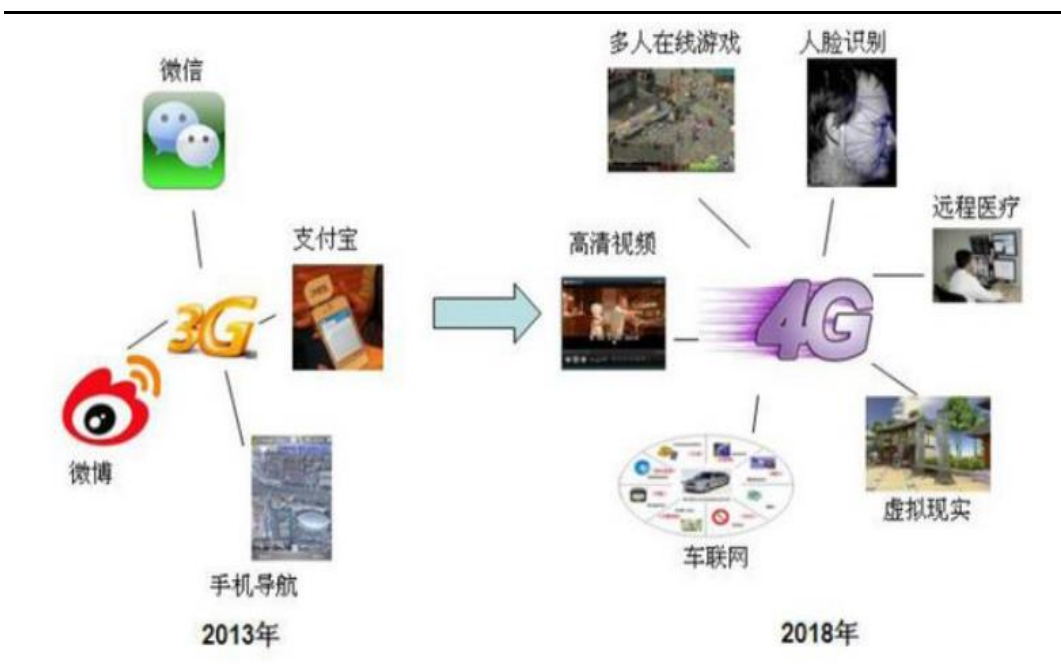 微信
支付宝
3G
微博
手机导航
2013年
多人在线游戏
人脸识别
远程医疗
高清视频
4G
虚拟现实
车联网
2018年